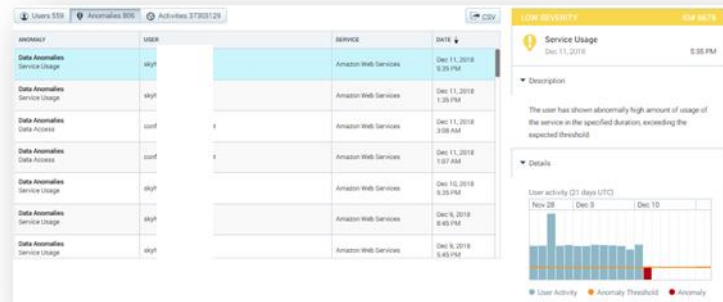 Users 559 Anomalies 806 Activities 37303129 CSV
ANOMALY USER SERVICE DATE
Data Anomalies
Service Usage
skyh
Amazon Web Services
Dec 11, 2018
5:35 PM
Data Anomalies
Service Usage
skyh
Amazon Web Services
Dec 11, 2018
1:35 PM
Data Anomalies
Data Access
conf
Amazon Web Services
Dec 11, 2018
3:08 AM
Data Anomalies
Data Access
conf
Amazon Web Services
Dec 11, 2018
1:07 AM
Data Anomalies
Service Usage
skyh
Amazon Web Services
Dec 10, 2018
5:35 PM
Data Anomalies
Service Usage
skyh
Amazon Web Services
Dec 9, 2018
8:45 PM
Data Anomalies
Service Usage
skyh
Amazon Web Services
Dec 9, 2018
5:45 PM
LOW SEVERITY
Service Usage
Dec 11, 2018 5:35 PM
Description
The user has shown abnormally high amount of usage of
the service in the specified duration, exceeding the
expected threshold
Details
User activity (21 days UTC)
Nov 28 Dec 3 Dec 10
User Activity Anomaly Threshold Anomaly